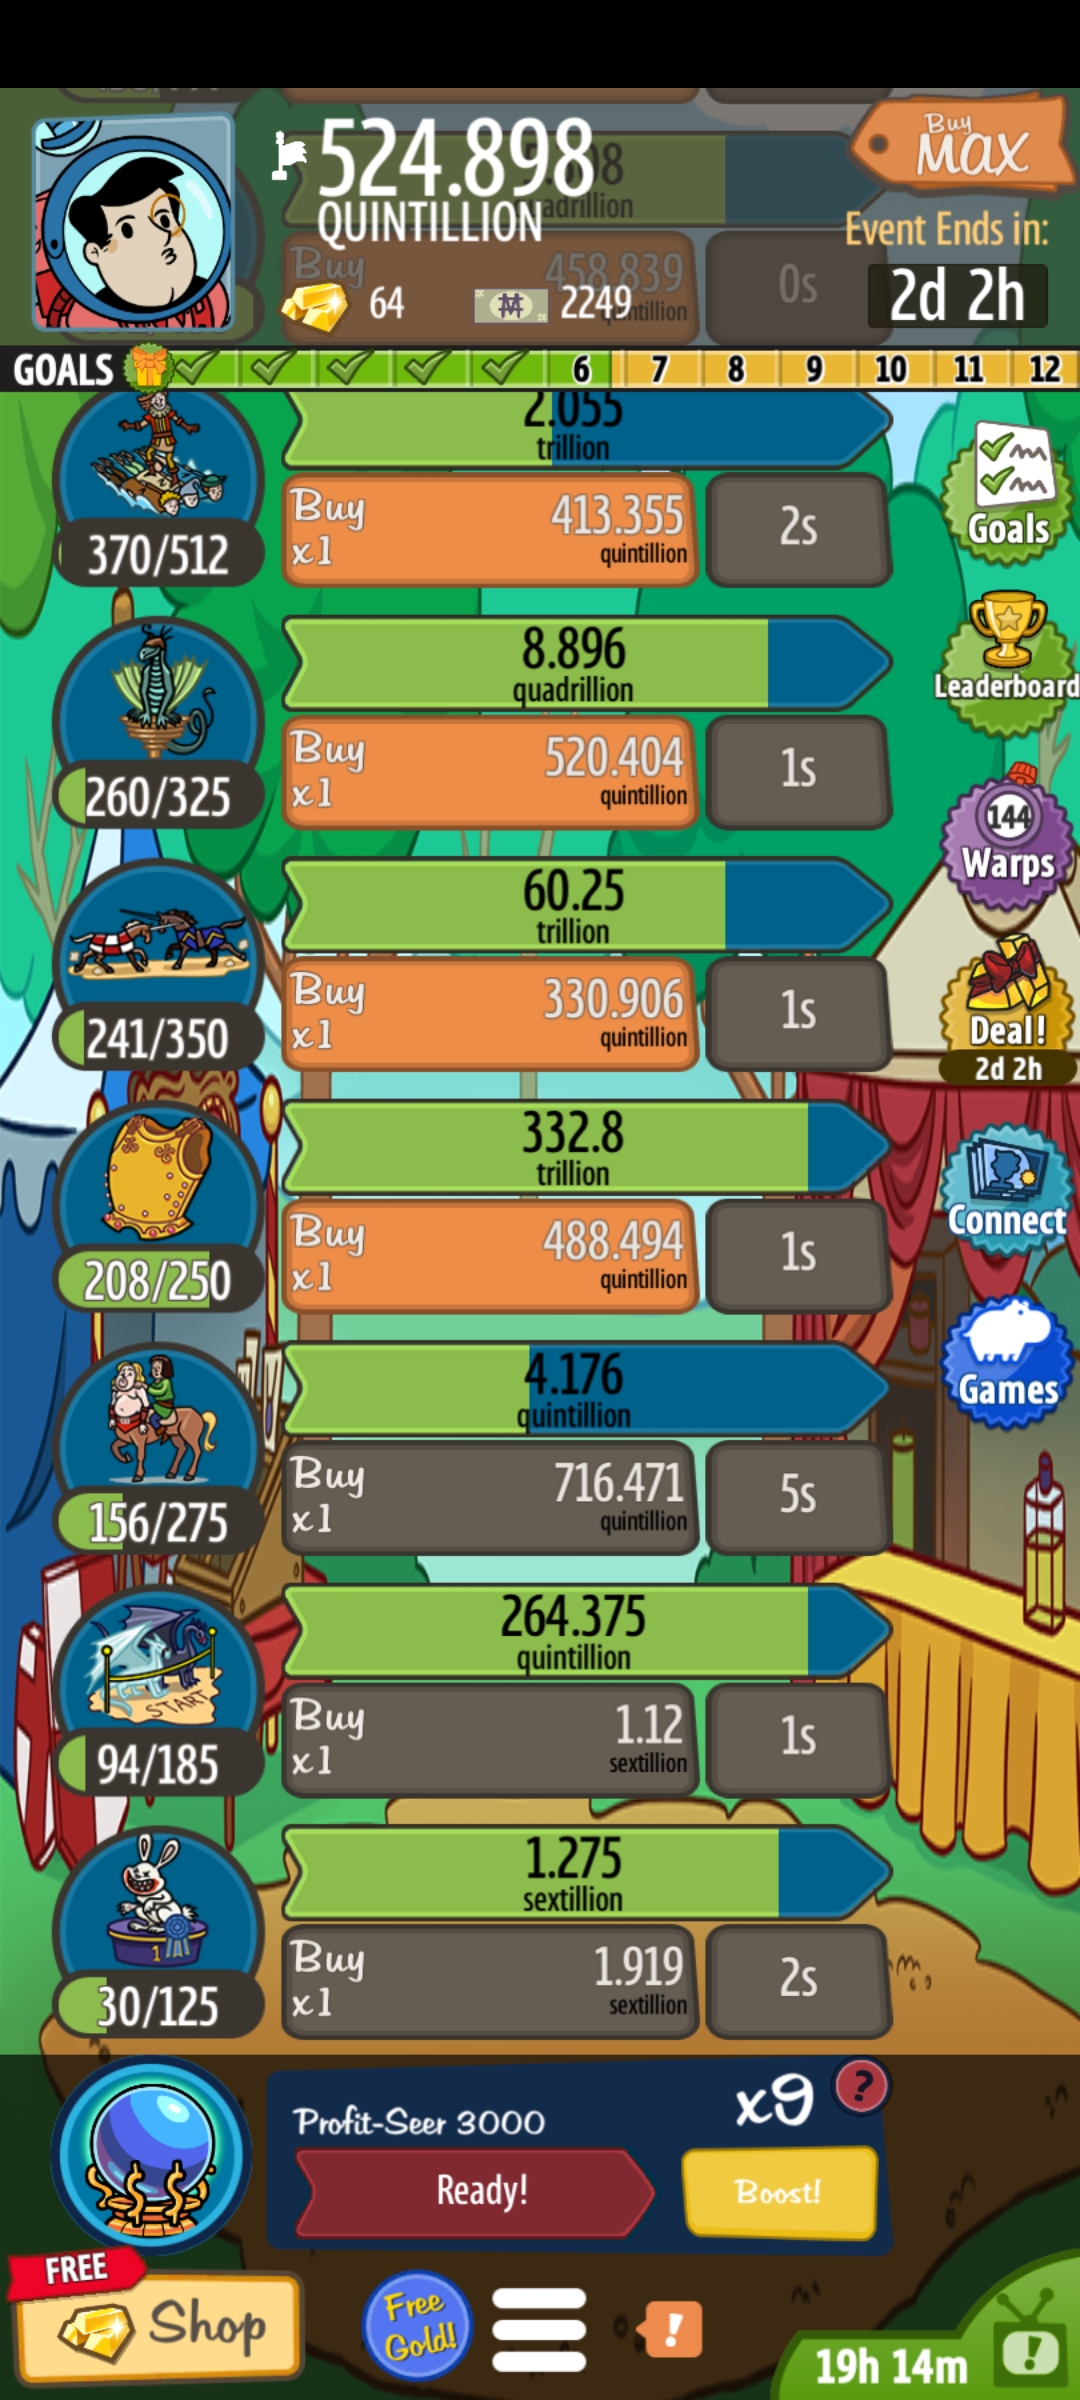 524.898
QUINTILLION
64
2249
Buy
MAX
Event Ends in:
2d 2h
Buy
458.839
0s
GOALS 6 7 8 9 10 11 12
2.055
trillion
Buy
x1
413.355
quintillion
2s
370/512
Goals
8.896
quadrillion
Buy
x1
520.404
quintillion
1s
260/325
Leaderboard
60.25
trillion
Buy
x1
330.906
quintillion
1s
241/350
144
Warps
Deal!
2d 2h
332.8
trillion
Buy
x1
488.494
quintillion
1s
208/250
Connect
4.176
quintillion
Buy
x1
716.471
quintillion
5s
156/275
Games
264.375
quintillion
Buy
x1
1.12
sextillion
1s
94/185
START
1.275
sextillion
Buy
x1
1.919
sextillion
2s
30/125
1
Profit-Seer 3000
x9
?
Ready!
Boost!
FREE
Shop
Free
Gold!
!
19h 14m
!